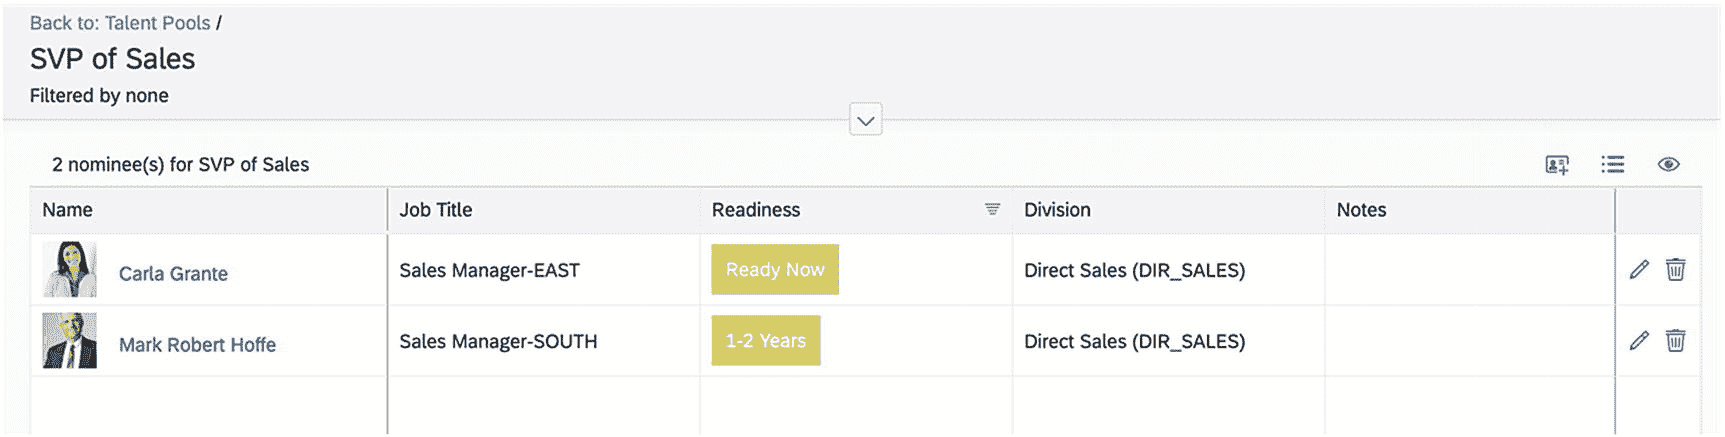 Back to: Talent Pools /
SVP of Sales
Filtered by none
2 nominee(s) for SVP of Sales
Name Job Title Readiness Division Notes
Carla Grante Sales Manager-EAST Ready Now Direct Sales (DIR_SALES)
Mark Robert Hoffe Sales Manager-SOUTH 1-2 Years Direct Sales (DIR_SALES)